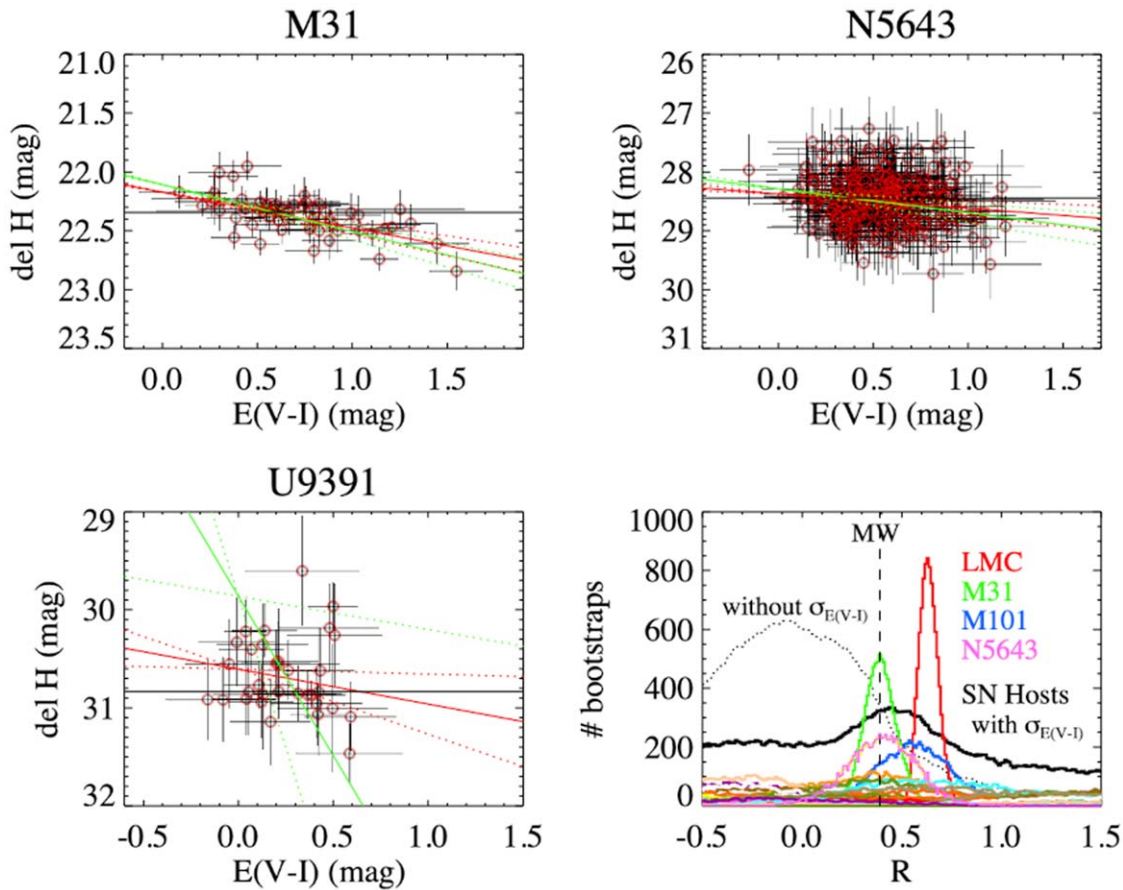 M31
21.0
21.5
22.0
22.5
23.0
23.5
del H (mag)
0.0 0.5 1.0 1.5
E(V-I) (mag)
N5643
26
27
28
29
30
31
del H (mag)
0.0 0.5 1.0 1.5
E(V-I) (mag)
U9391
29
30
31
32
del H (mag)
-0.5 0.0 0.5 1.0 1.5
E(V-I) (mag)
1000
800
600
400
200
0
# bootstraps
MW
LMC
M31
M101
N5643
without σE(V-I)
SN Hosts
with σE(V-I)
-0.5 0.0 0.5 1.0 1.5
R